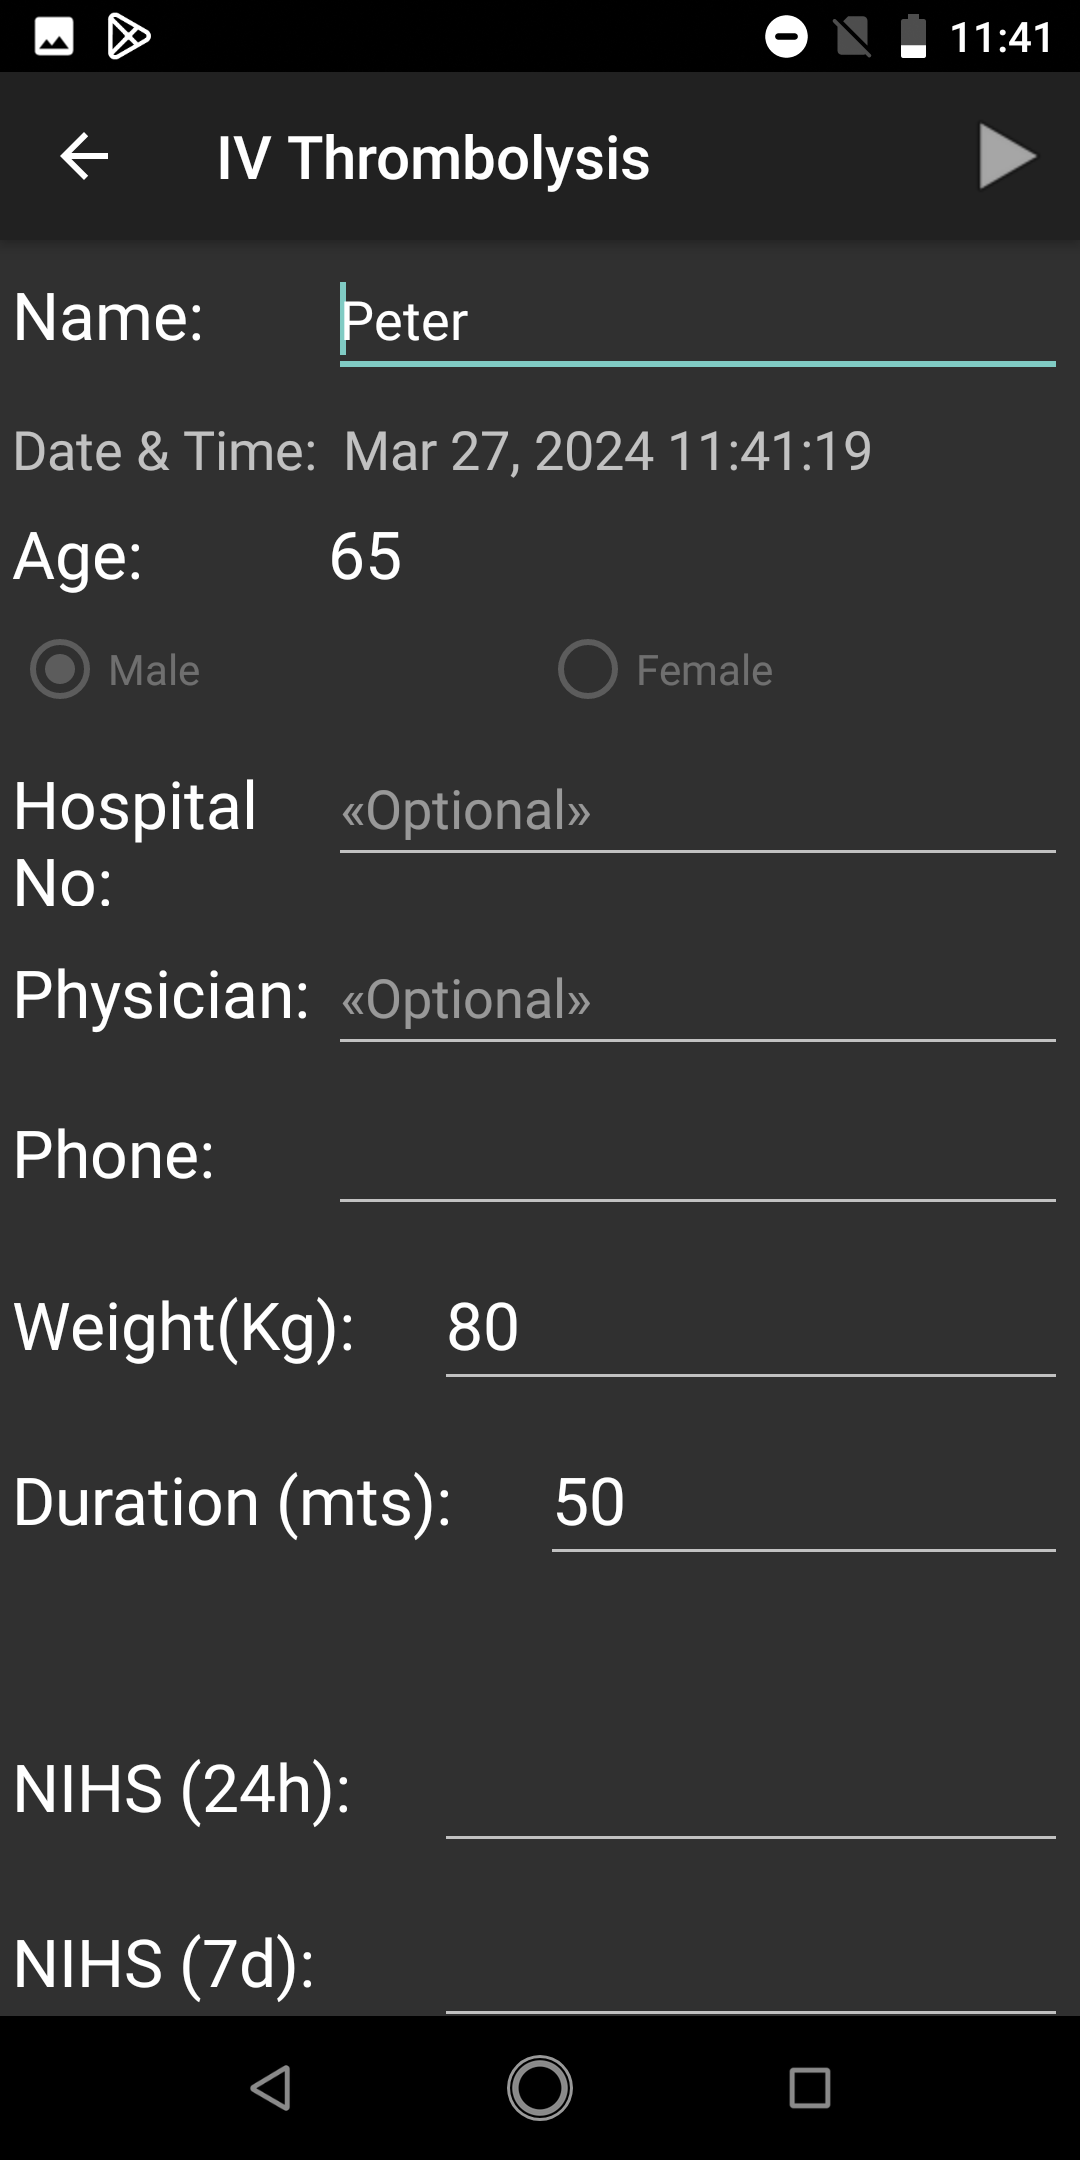 11:41
IV Thrombolysis
Name: Peter
Date & Time: Mar 27, 2024 11:41:19
Age: 65
Male Female
Hospital No: «Optional»
Physician: «Optional»
Phone:
Weight(Kg): 80
Duration (mts): 50
NIHS (24h):
NIHS (7d):